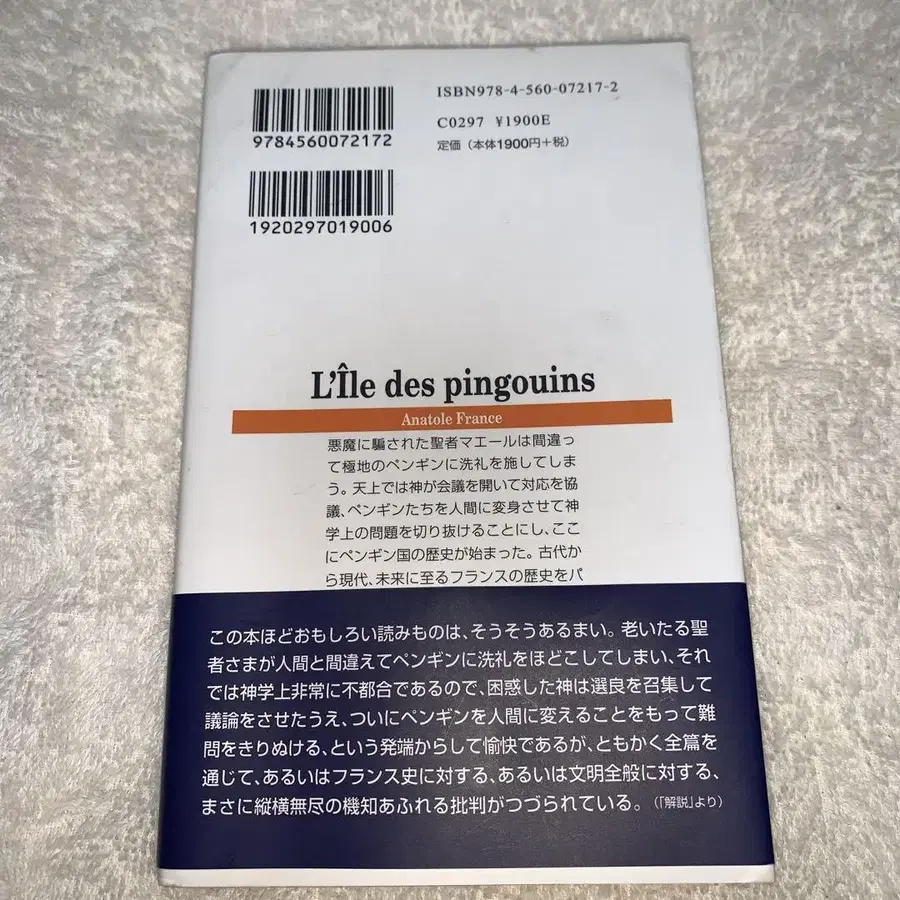 ISBN978-4-560-07217-2
C0297 ¥1900E
定価(本体1900円+税)
9784560072172
1920297019006
L'Île des pingouins
Anatole France
悪魔に騙された聖者マエールは間違っ
て極地のペンギンに洗礼を施してしま
う。天上では神が会議を開いて対応を協
議、ペンギンたちを人間に変身させて神
学上の問題を切り抜けることにし、ここ
にペンギン国の歴史が始まった。古代か
ら現代、未来に至るフランスの歴史をパ
この本ほどおもしろい読みものは、そうそうあるまい。老いたる聖
者さまが人間と間違えてペンギンに洗礼をほどこしてしまい、それ
では神学上非常に不都合であるので、困惑した神は選良を召集して
議論をさせたうえ、ついにペンギンを人間に変えることをもって難
問をきりぬける、という発端からして愉快であるが、ともかく全篇を
通じて、あるいはフランス史に対する、あるいは文明全般に対する、
まさに縦横無尽の機知あふれる批判がつづられている。(「解説」より)